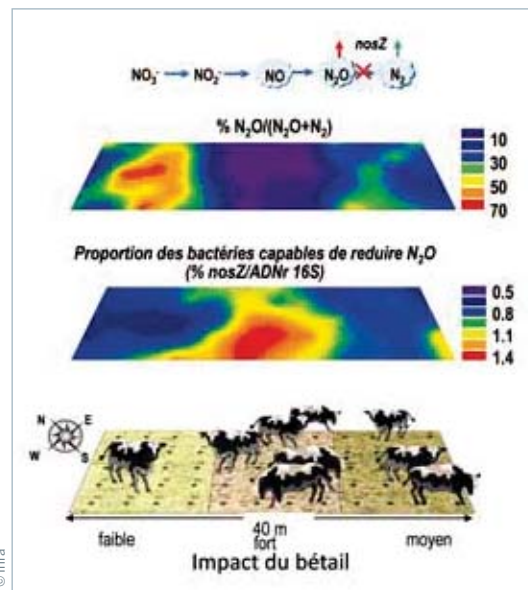 nosZ
NO₃⁻ → NO₂⁻ → NO → N₂O → N₂
% N₂O/(N₂O+N₂)
10
30
50
70
Proportion des bactéries capables de reduire N₂O
(% nosZ/ADNr 16S)
0.5
0.8
1.1
1.4
N E
W S
40 m
faible fort moyen
Impact du bétail
© Inra